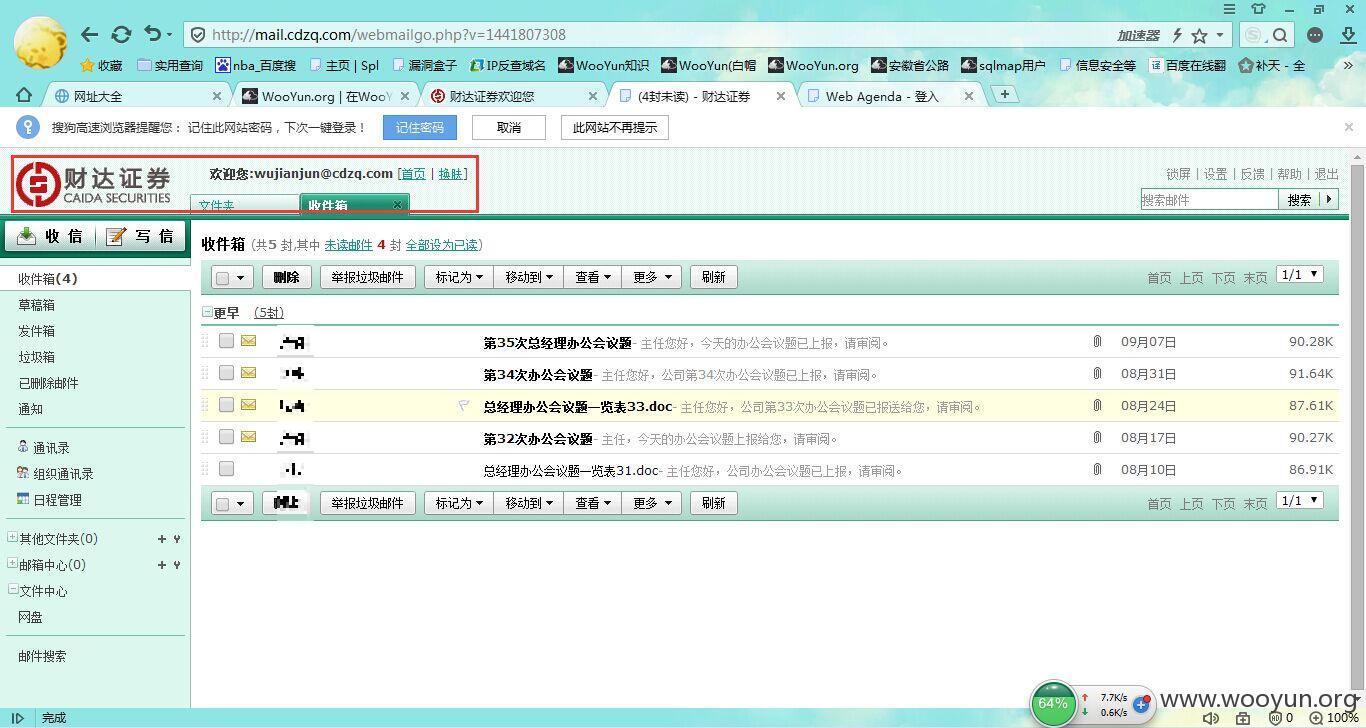 http://mail.cdzq.com/webmailgo.php?v=1441807308 加速器
收藏 实用查询 nba_百度搜 主页 | Spl 漏洞盒子 IP反查域名 WooYun知识 WooYun(白帽 WooYun.org 安徽省公路 sqlmap用户 信息安全等 百度在线翻 补天 - 全 »
网址大全 WooYun.org | 在WooY 财达证券欢迎您 (4封未读) - 财达证券 Web Agenda - 登入
搜狗高速浏览器提醒您： 记住此网站密码，下次一键登录！ 记住密码 取消 此网站不再提示
财达证券
CAIDA SECURITIES
欢迎您:wujianjun@cdzq.com [首页 | 换肤]
锁屏 | 设置 | 反馈 | 帮助 | 退出
文件夹 收件箱
搜索邮件 搜索
收 信 写 信
收件箱 (共5 封,其中 未读邮件 4 封 全部设为已读)
收件箱(4)
草稿箱
发件箱
垃圾箱
已删除邮件
通知
通讯录
组织通讯录
日程管理
其他文件夹(0)
邮箱中心(0)
文件中心
网盘
邮件搜索
删除 举报垃圾邮件 标记为 移动到 查看 更多 刷新 首页 上页 下页 末页 1/1
更早 (5封)
第35次总经理办公会议题- 主任您好，今天的办公会议题已上报，请审阅。 09月07日 90.28K
第34次办公会议题- 主任您好，公司第34次办公会议题已上报，请审阅。 08月31日 91.64K
总经理办公会议题一览表33.doc- 主任您好，公司第33次办公会议题已报送给您，请审阅。 08月24日 87.61K
第32次办公会议题- 主任，今天的办公会议题上报给您，请审阅。 08月17日 90.27K
总经理办公会议题一览表31.doc- 主任您好，公司办公会议题已上报，请审阅。 08月10日 86.91K
举报垃圾邮件 标记为 移动到 查看 更多 刷新 首页 上页 下页 末页 1/1
64% 7.7K/s
0.6K/s
www.wooyun.org
完成 0 100%